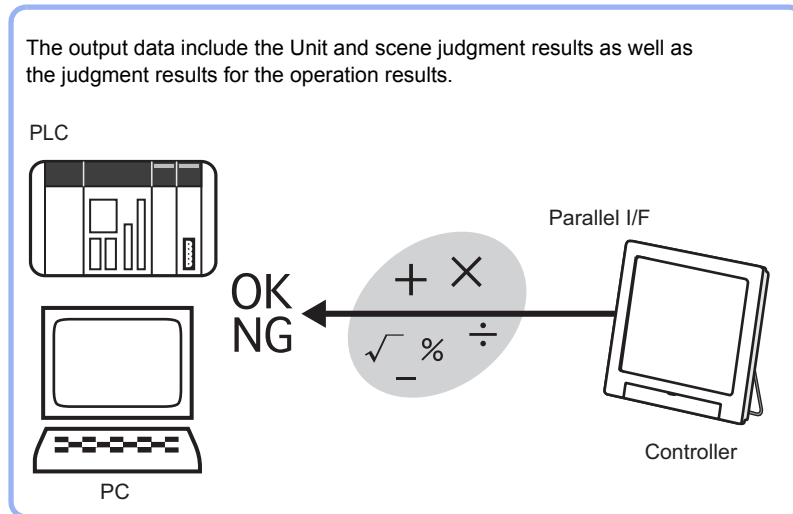 The output data include the Unit and scene judgment results as well as
the judgment results for the operation results.
PLC
Parallel I/F
+ ×
OK
NG
√ % ÷
−
Controller
PC